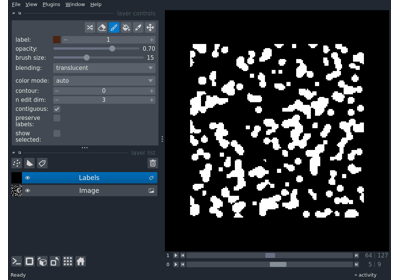 File View Plugins Window Help
layer controls
label: 1
opacity: 0.70
brush size: 15
blending: translucent
color mode: auto
contour: 0
n edit dim: 3
contiguous:
preserve
labels:
show
selected:
layer list
Labels
Image
1 64 127
0 5 9
Ready activity